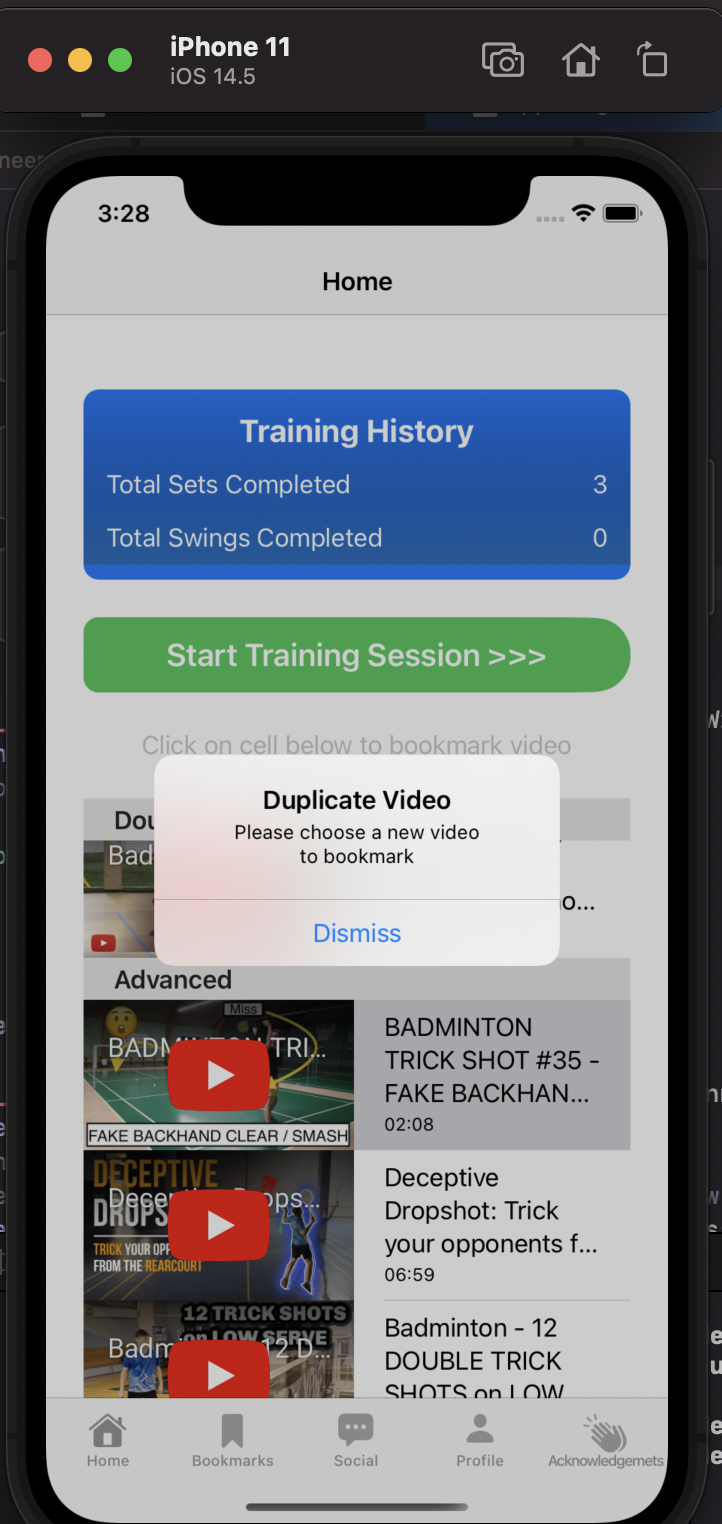 iPhone 11
iOS 14.5
neer
3:28
Home
Training History
Total Sets Completed 3
Total Swings Completed 0
Start Training Session >>>
Click on cell below to bookmark video
Duplicate Video
Please choose a new video
to bookmark
Dismiss
Dou
Bad
o...
Advanced
Miss
BADMINTON TRI...
FAKE BACKHAND CLEAR / SMASH
BADMINTON
TRICK SHOT #35 -
FAKE BACKHAN...
02:08
DECEPTIVE
DROPS
Deceptive Drops...
TRICK YOUR OPP
FROM THE REARCOURT
Deceptive
Dropshot: Trick
your opponents f...
06:59
12 TRICK SHOTS
on LOW SERVE
Badm 12 D...
Badminton - 12
DOUBLE TRICK
SHOTS on LOW
Home
Bookmarks
Social
Profile
Acknowledgemets